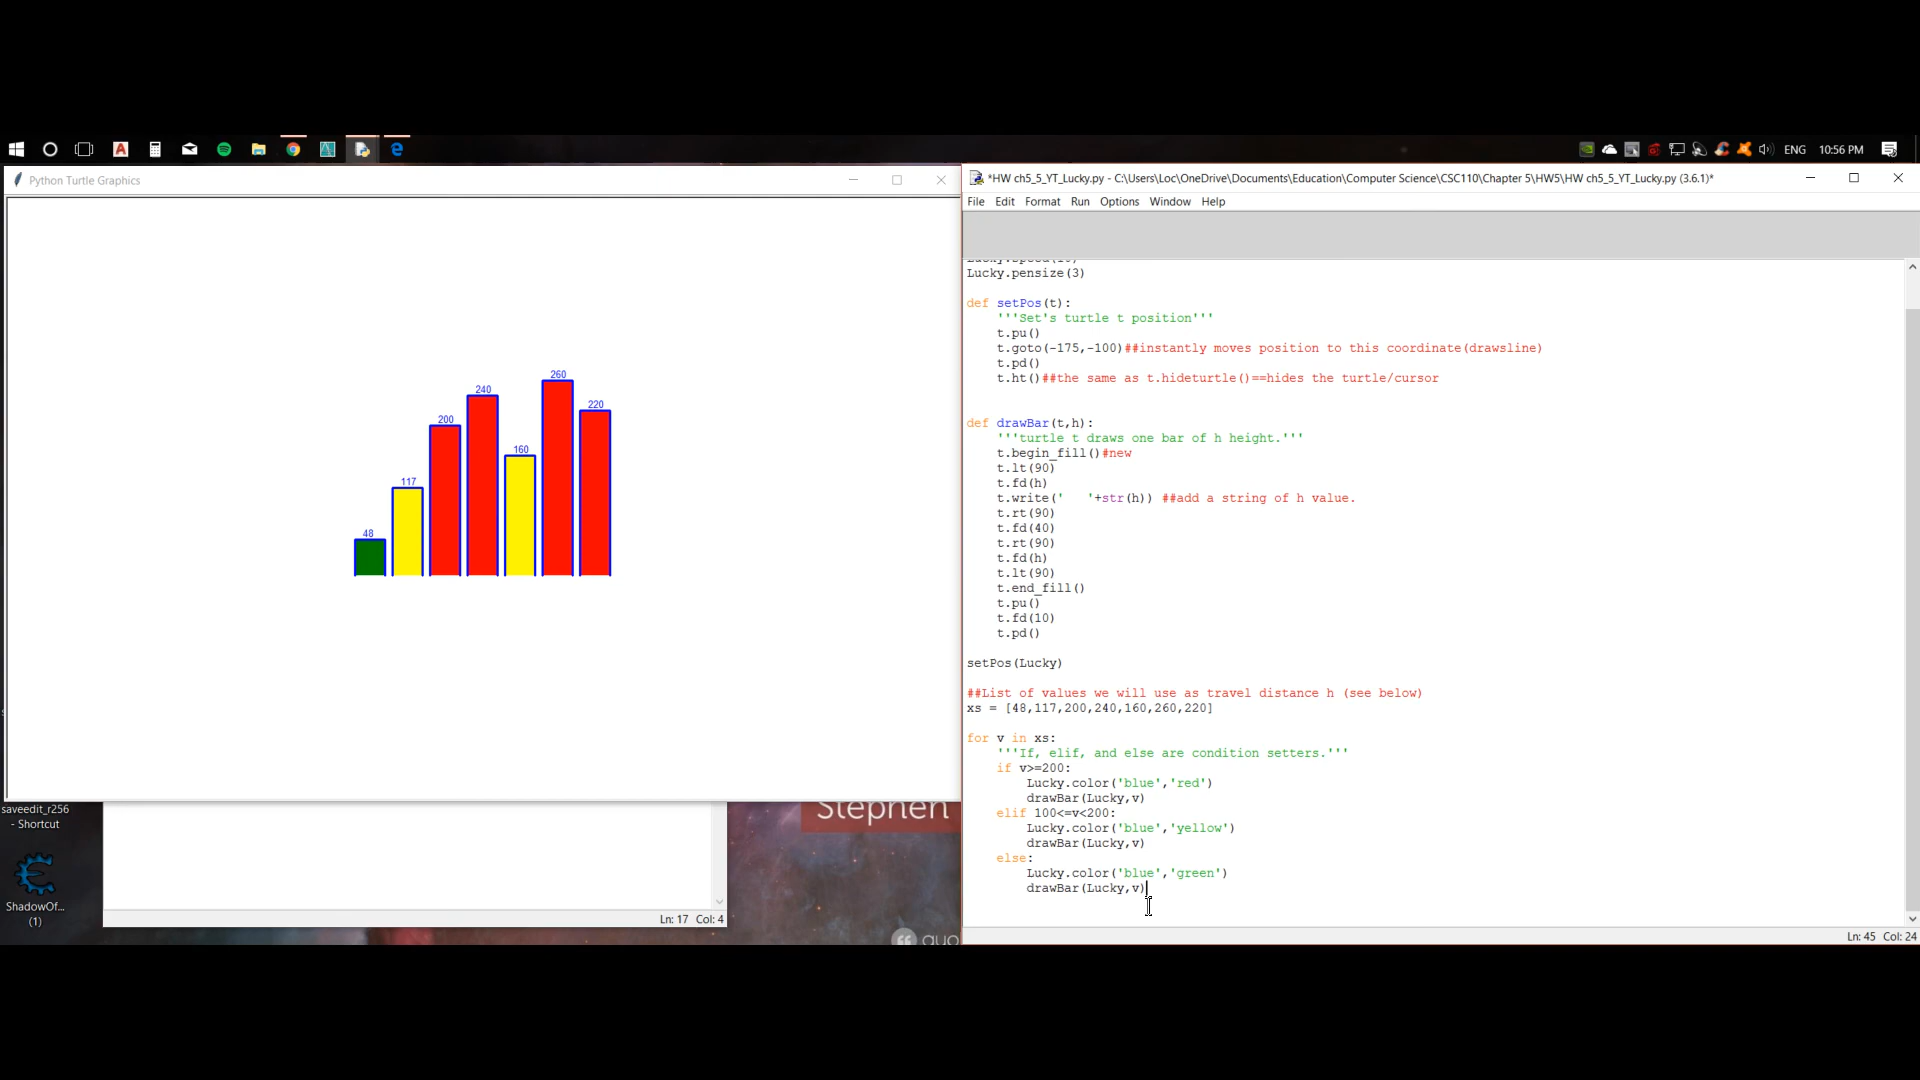 ENG 10:56 PM
Python Turtle Graphics
260
240
220
200
160
117
48
saveedit_r256
- Shortcut
ShadowOf...
(1)
Stephen
Ln: 17 Col: 4
quo
*HW ch5_5_YT_Lucky.py - C:\Users\Loc\OneDrive\Documents\Education\Computer Science\CSC110\Chapter 5\HW5\HW ch5_5_YT_Lucky.py (3.6.1)*
File Edit Format Run Options Window Help
Lucky.pensize(3)
def setPos(t):
    '''Set's turtle t position'''
    t.pu()
    t.goto(-175,-100)##instantly moves position to this coordinate(drawsline)
    t.pd()
    t.ht()##the same as t.hideturtle()==hides the turtle/cursor
def drawBar(t,h):
    '''turtle t draws one bar of h height.'''
    t.begin_fill()#new
    t.lt(90)
    t.fd(h)
    t.write('   '+str(h)) ##add a string of h value.
    t.rt(90)
    t.fd(40)
    t.rt(90)
    t.fd(h)
    t.lt(90)
    t.end_fill()
    t.pu()
    t.fd(10)
    t.pd()
setPos(Lucky)
##List of values we will use as travel distance h (see below)
xs = [48,117,200,240,160,260,220]
for v in xs:
    '''If, elif, and else are condition setters.'''
    if v>=200:
        Lucky.color('blue','red')
        drawBar(Lucky,v)
    elif 100<=v<200:
        Lucky.color('blue','yellow')
        drawBar(Lucky,v)
    else:
        Lucky.color('blue','green')
        drawBar(Lucky,v)
Ln: 45 Col: 24